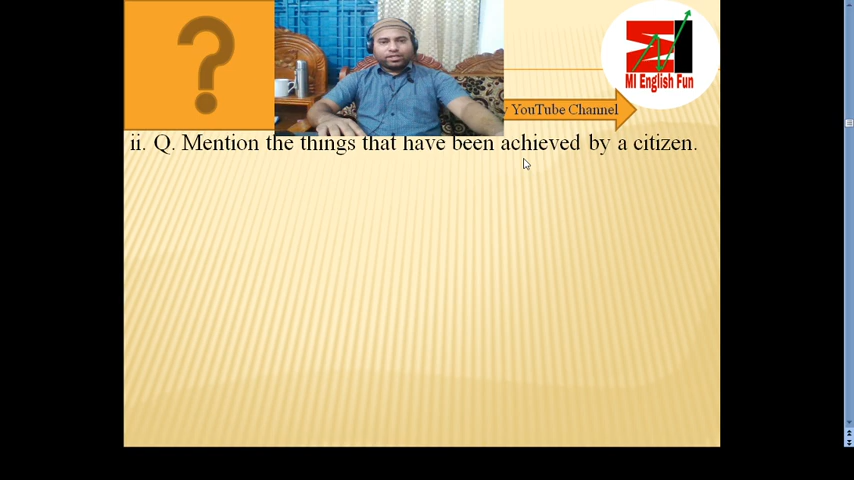 MI English Fun
YouTube Channel
ii. Q. Mention the things that have been achieved by a citizen.